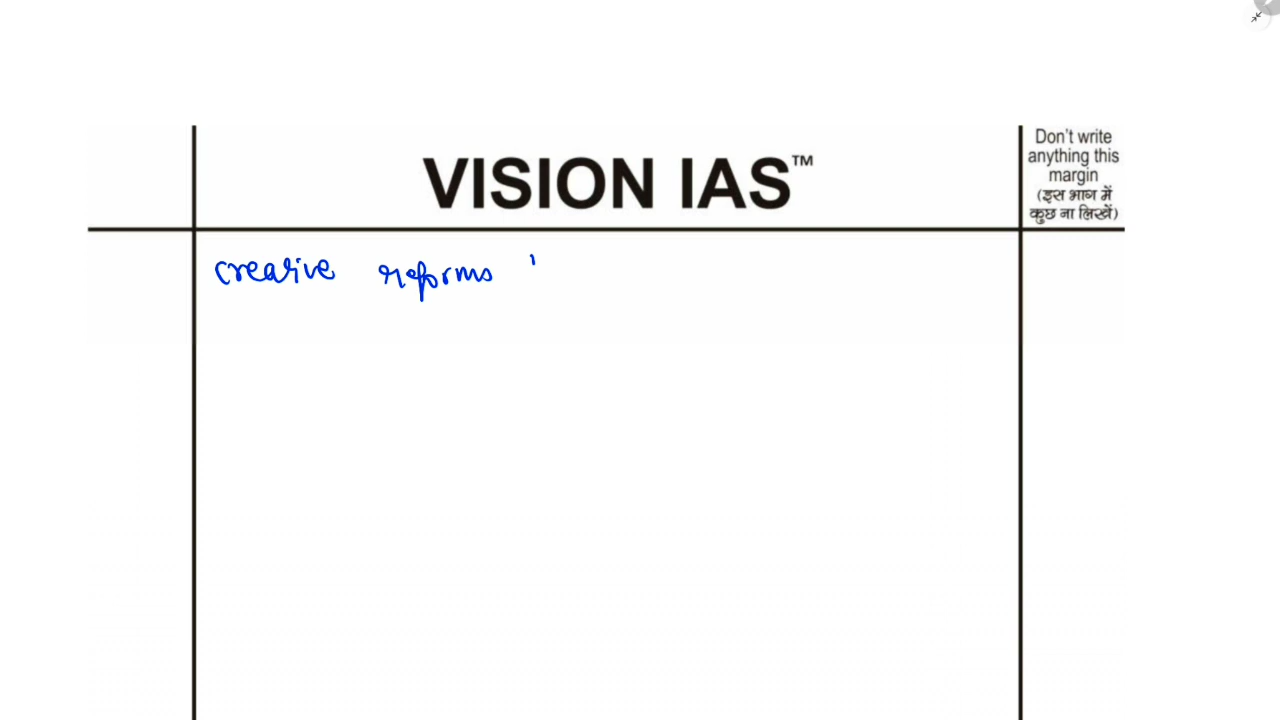 VISION IAS™
Don't write
anything this
margin
(इस भाग में
कुछ ना लिखें)
creative reforms '